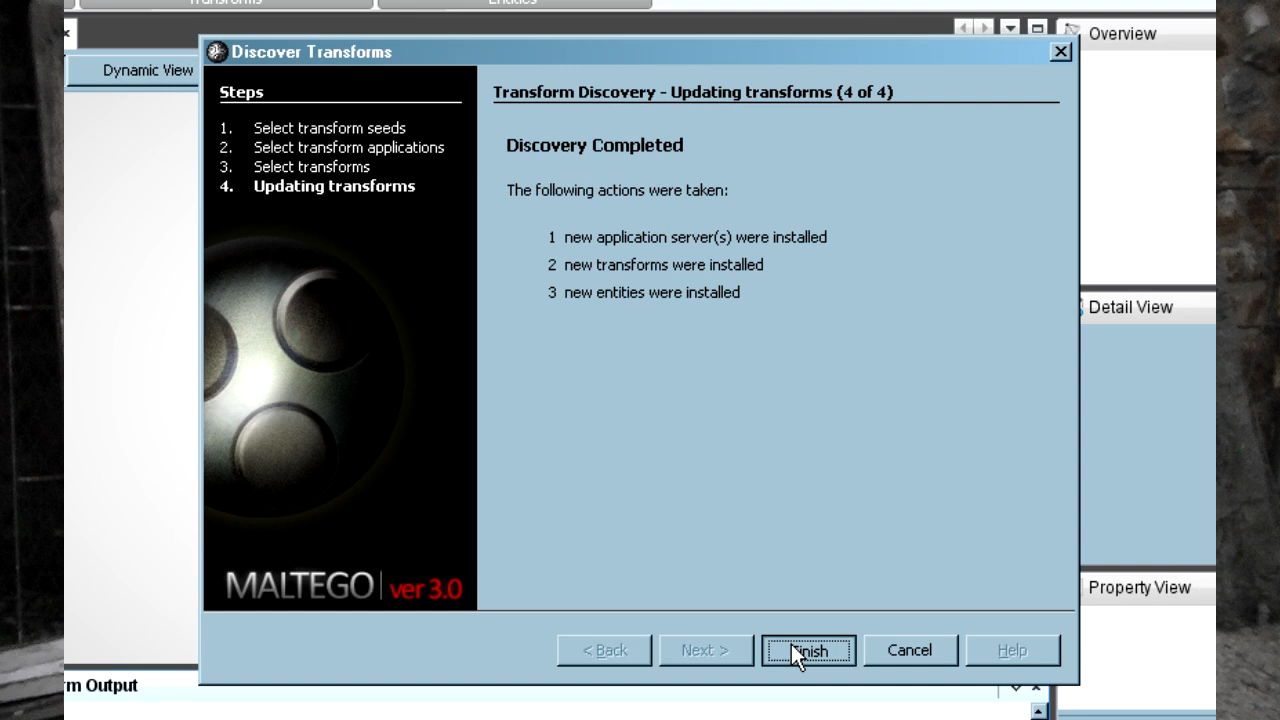 Transforms
Entities
Overview
Dynamic View
Discover Transforms
Steps
1. Select transform seeds
2. Select transform applications
3. Select transforms
4. Updating transforms
MALTEGO | ver 3.0
Transform Discovery - Updating transforms (4 of 4)
Discovery Completed
The following actions were taken:
1 new application server(s) were installed
2 new transforms were installed
3 new entities were installed
< Back
Next >
Finish
Cancel
Help
Detail View
Property View
m Output